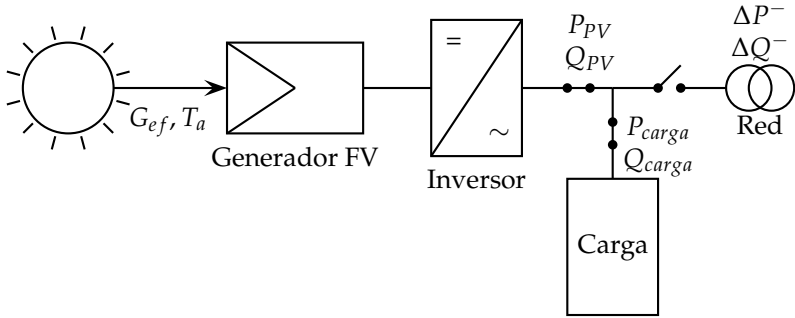 G_ef, T_a
Generador FV
=
~
Inversor
P_PV
Q_PV
P_carga
Q_carga
Carga
ΔP⁻
ΔQ⁻
Red